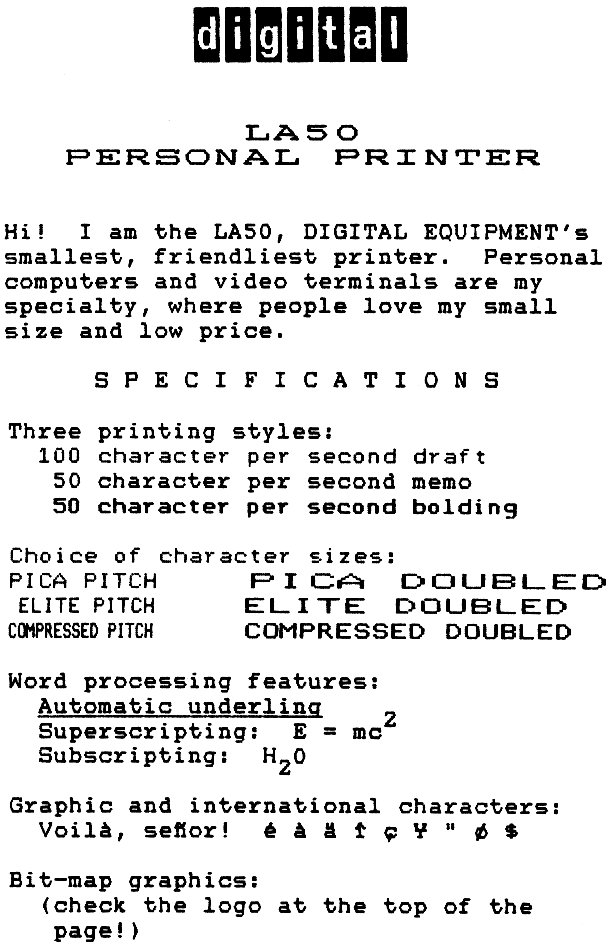 digital
LA50
PERSONAL PRINTER
Hi!  I am the LA50, DIGITAL EQUIPMENT's
smallest, friendliest printer.  Personal
computers and video terminals are my
specialty, where people love my small
size and low price.
S P E C I F I C A T I O N S
Three printing styles:
100 character per second draft
50 character per second memo
50 character per second bolding
Choice of character sizes:
PICA PITCH PICA DOUBLED
ELITE PITCH ELITE DOUBLED
COMPRESSED PITCH COMPRESSED DOUBLED
Word processing features:
Automatic underling
Superscripting:  E = mc²
Subscripting:  H₂O
Graphic and international characters:
Voilà, señor!  é à ä î ç ¥ " ø $
Bit-map graphics:
(check the logo at the top of the
page!)